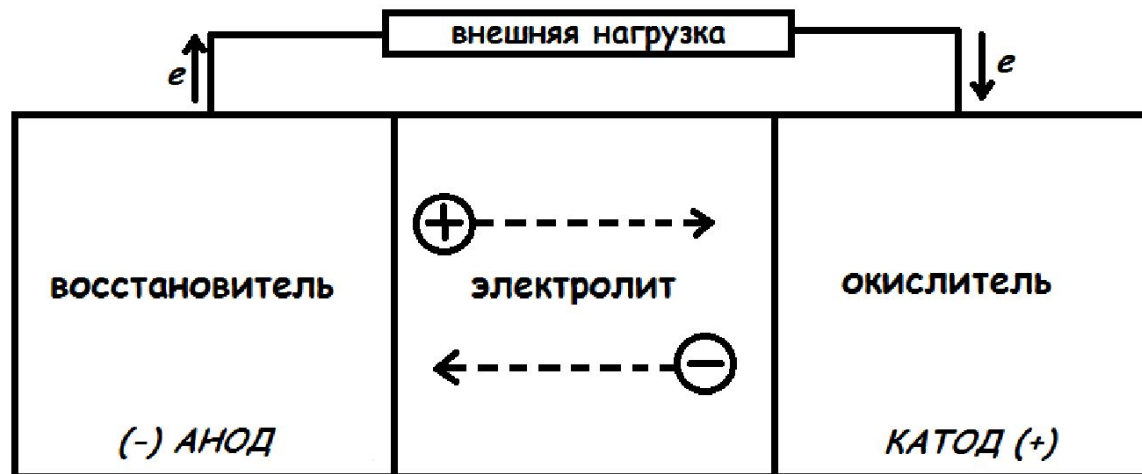 внешняя нагрузка
e
e
+
восстановитель
электролит
окислитель
−
(-) АНОД
КАТОД (+)